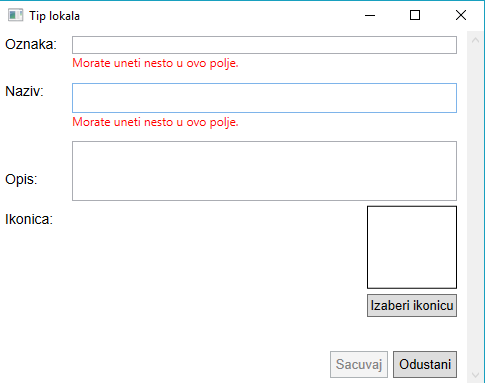 Tip lokala
Oznaka:
Morate uneti nesto u ovo polje.
Naziv:
Morate uneti nesto u ovo polje.
Opis:
Ikonica:
Izaberi ikonicu
Sacuvaj Odustani